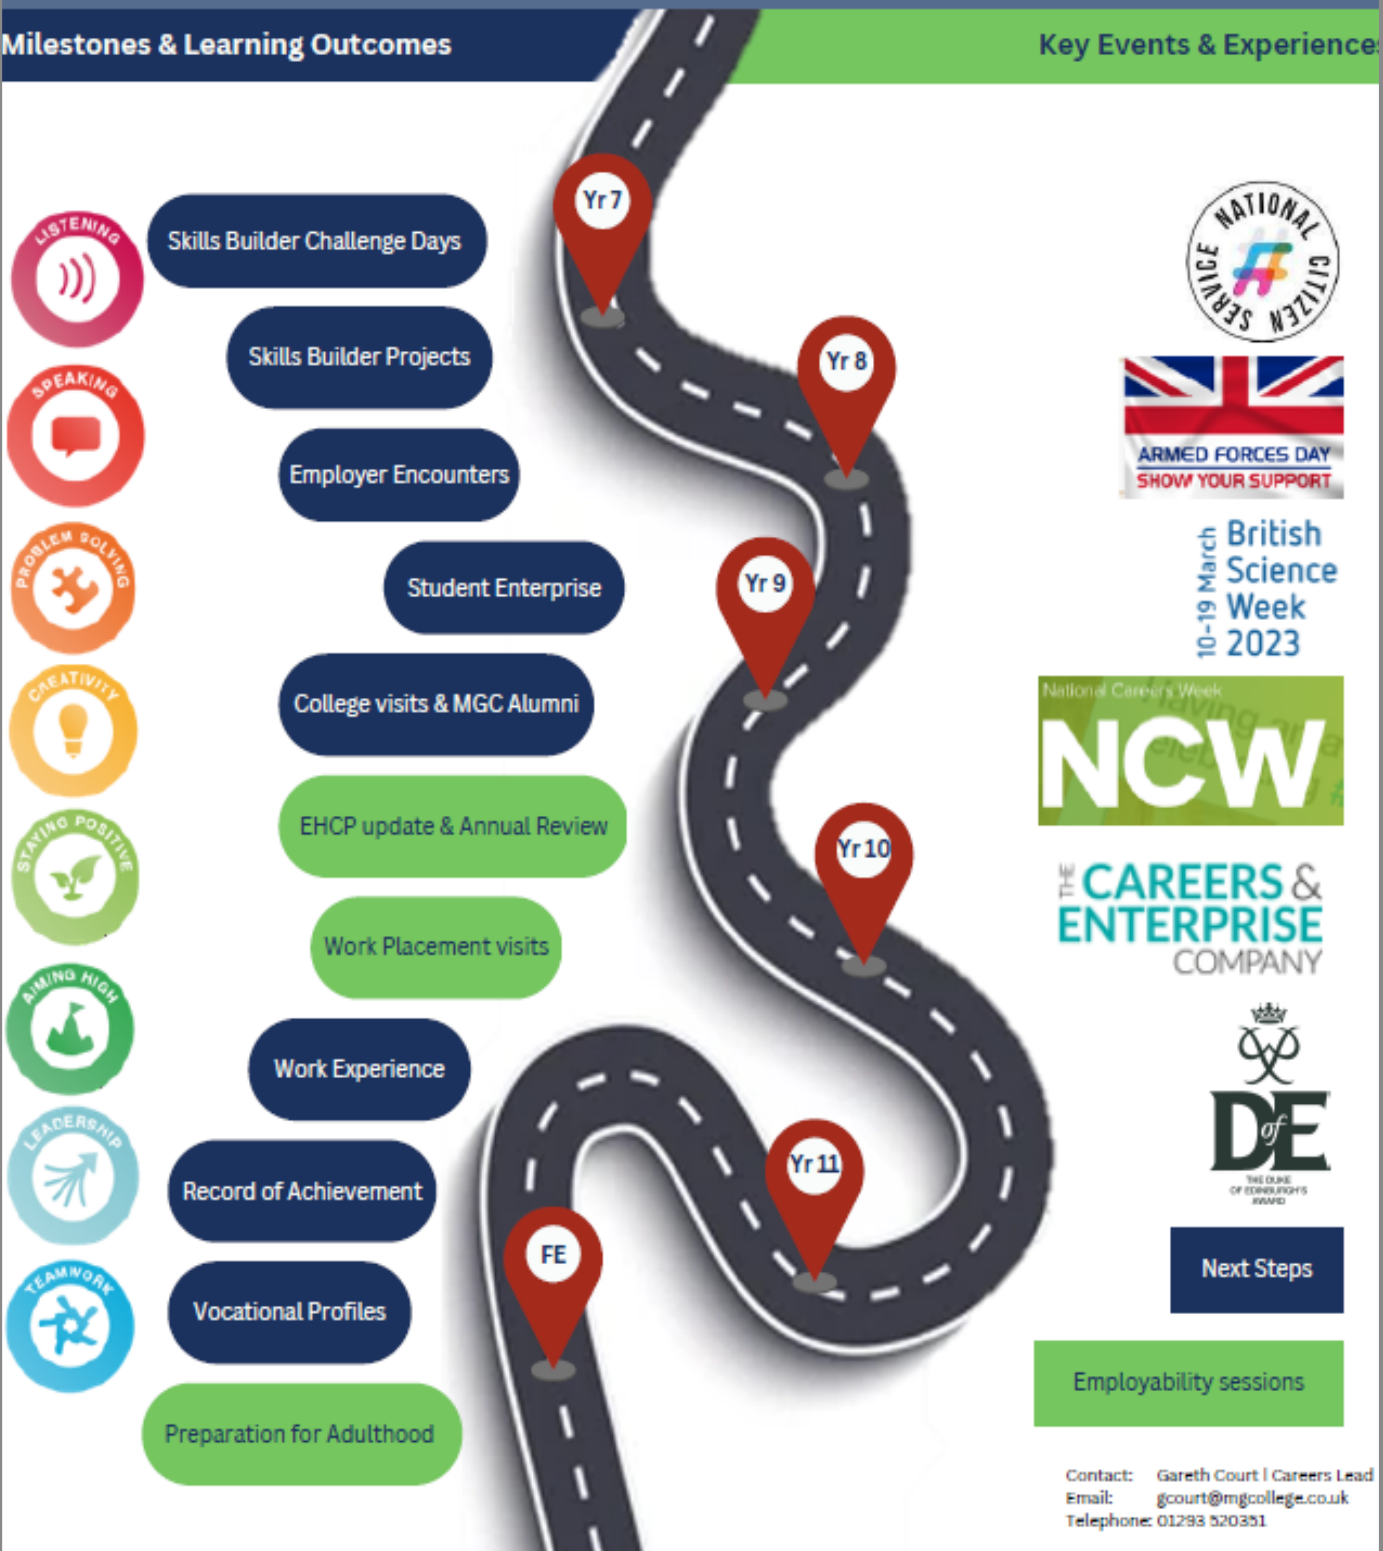 Milestones & Learning Outcomes
Key Events & Experiences
Yr 7
Yr 8
Yr 9
Yr 10
Yr 11
FE
LISTENING
SPEAKING
PROBLEM SOLVING
CREATIVITY
STAYING POSITIVE
AIMING HIGH
LEADERSHIP
TEAMWORK
Skills Builder Challenge Days
Skills Builder Projects
Employer Encounters
Student Enterprise
College visits & MGC Alumni
EHCP update & Annual Review
Work Placement visits
Work Experience
Record of Achievement
Vocational Profiles
Preparation for Adulthood
NATIONAL CITIZEN SERVICE
ARMED FORCES DAY
SHOW YOUR SUPPORT
10-19 March
British
Science
Week
2023
National Careers Week
NCW
THE CAREERS &
ENTERPRISE
COMPANY
DofE
THE DUKE
OF EDINBURGH'S
AWARD
Next Steps
Employability sessions
Contact: Gareth Court | Careers Lead
Email: gcourt@mgcollege.co.uk
Telephone: 01293 520351